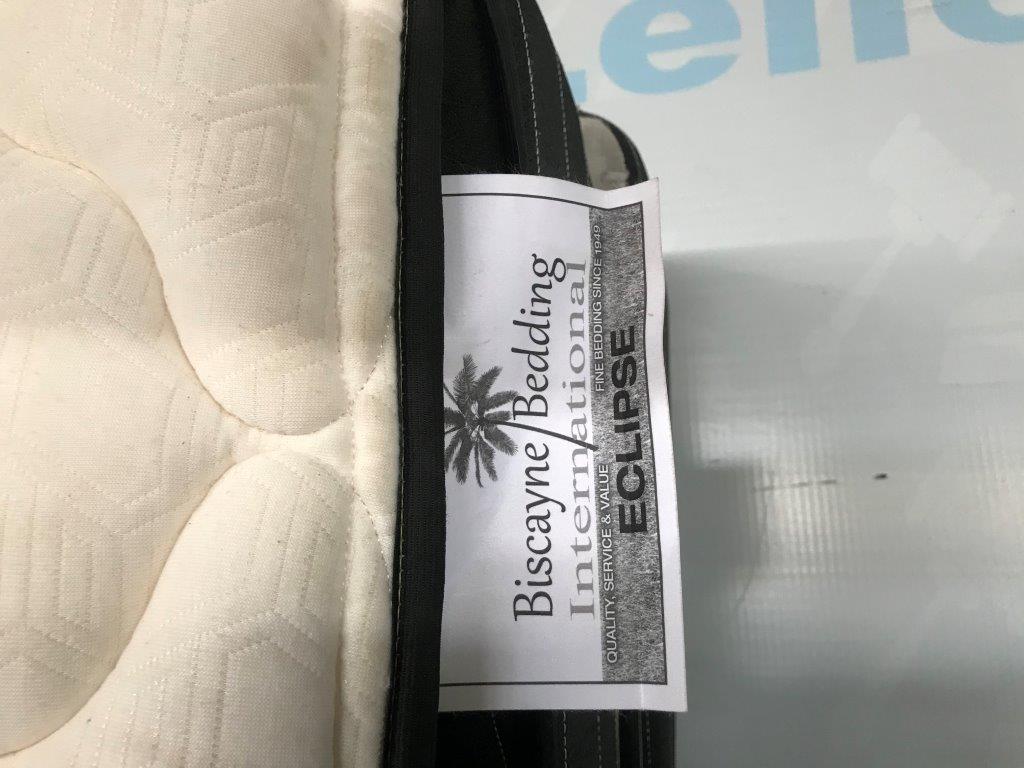 Biscayne Bedding
International
QUALITY, SERVICE & VALUE FINE BEDDING SINCE 1949
ECLIPSE